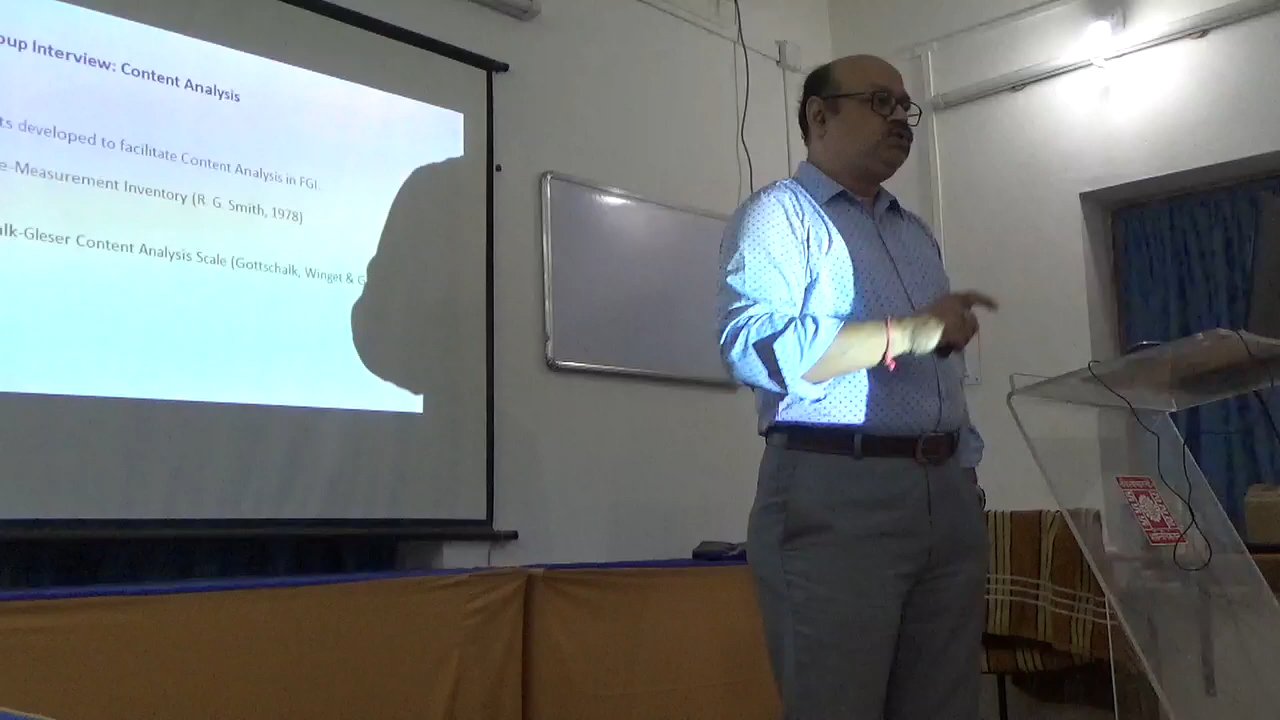 oup Interview: Content Analysis
ts developed to facilitate Content Analysis in FGI.
e-Measurement Inventory (R. G. Smith, 1978)
alk-Gleser Content Analysis Scale (Gottschalk, Winget & G